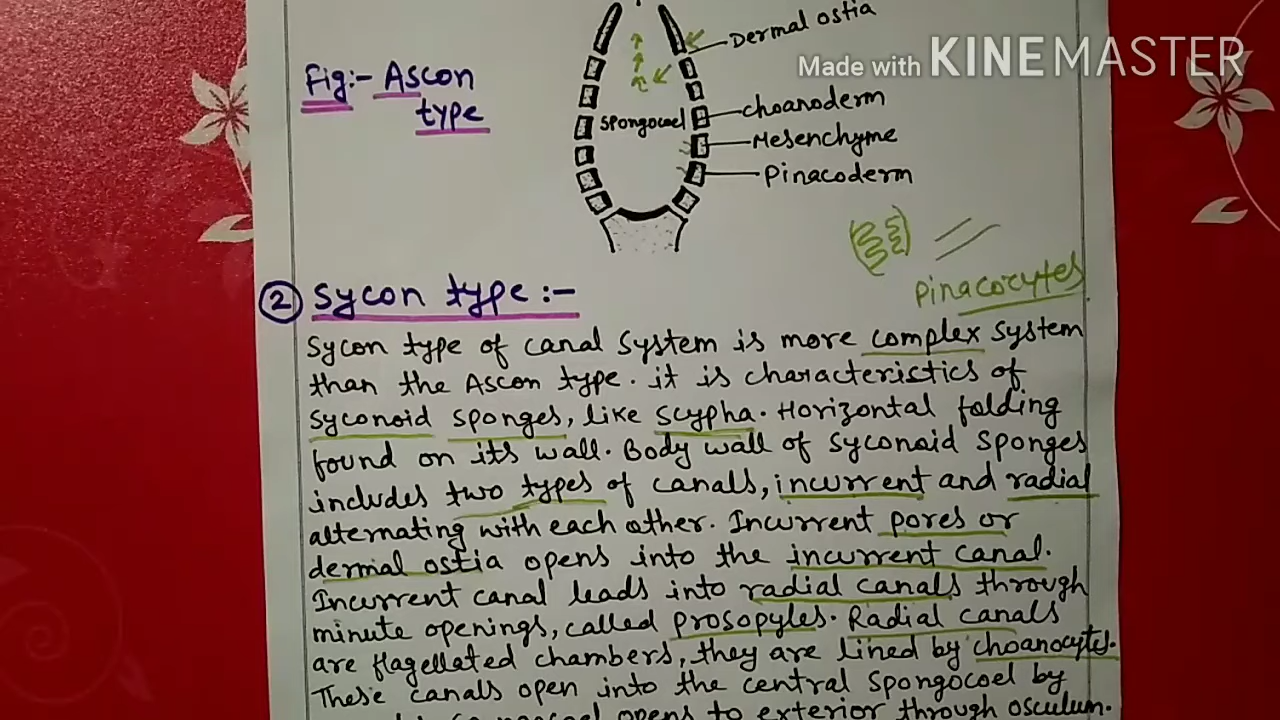 Dermal ostia
Made with KINEMASTER
Fig:- Ascon
type
choanoderm
spongocoel
Mesenchyme
Pinacoderm
Pinacocytes
② Sycon type :-
Sycon type of canal system is more complex system
than the Ascon type. it is characteristics of
syconoid sponges, like scypha. Horizontal folding
found on its wall. Body wall of syconoid sponges
includes two types of canals, incurrent and radial
alternating with each other. Incurrent pores or
dermal ostia opens into the incurrent canal.
Incurrent canal leads into radial canals through
minute openings, called prosopyles. Radial canals
are flagellated chambers, they are lined by choanocytes.
These canals open into the central spongocoel by
opens to exterior through osculum.